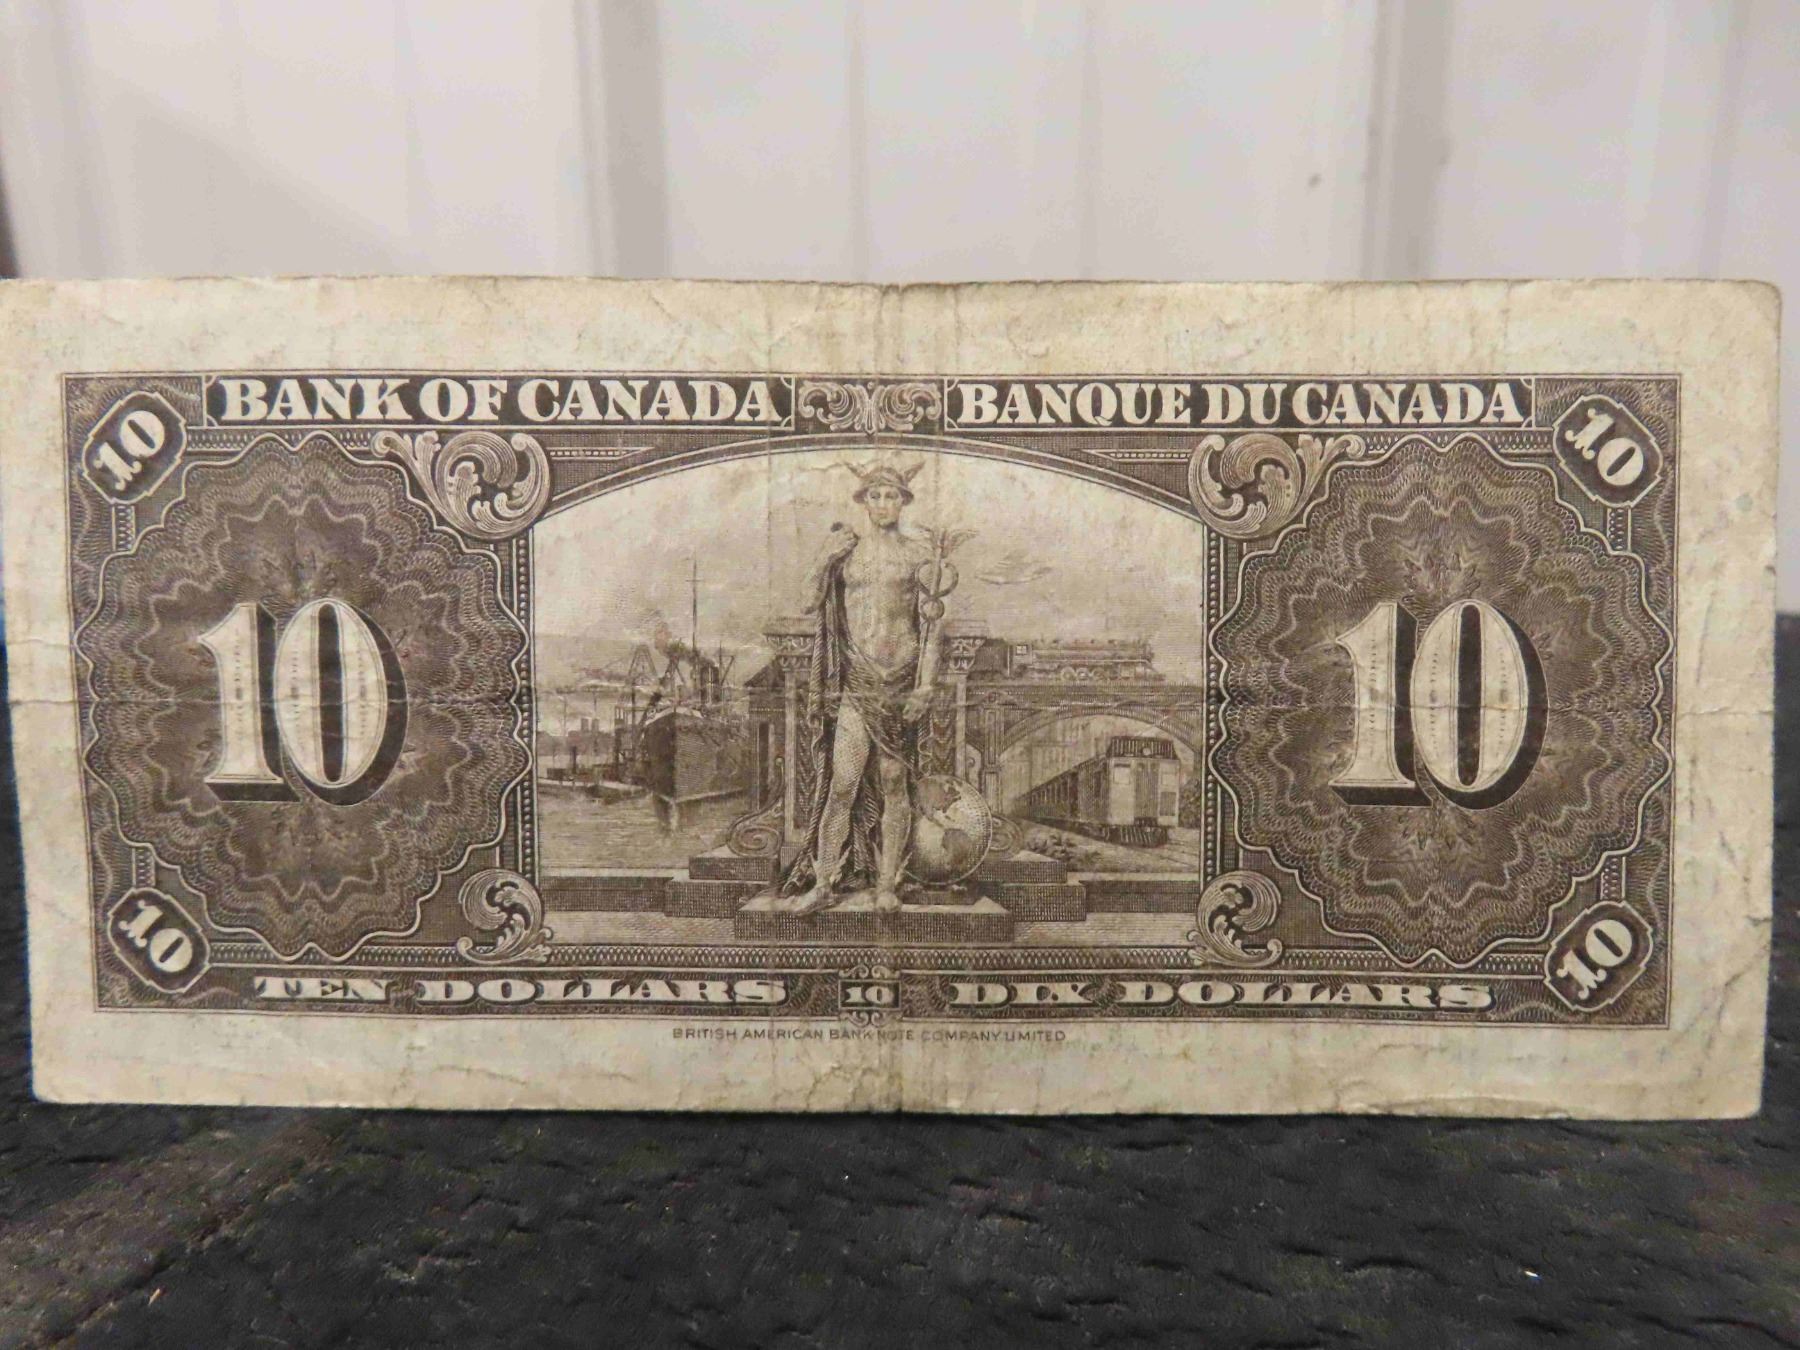 10 BANK OF CANADA BANQUE DU CANADA 10
10 10
10 TEN DOLLARS 10 DIX DOLLARS 10
BRITISH AMERICAN BANK NOTE COMPANY LIMITED